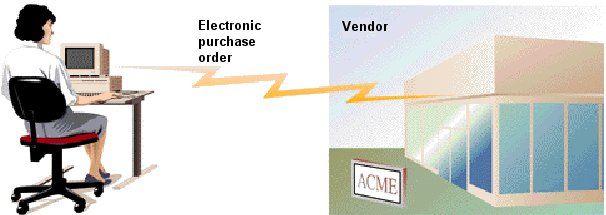 Electronic
purchase
order
Vendor
ACME